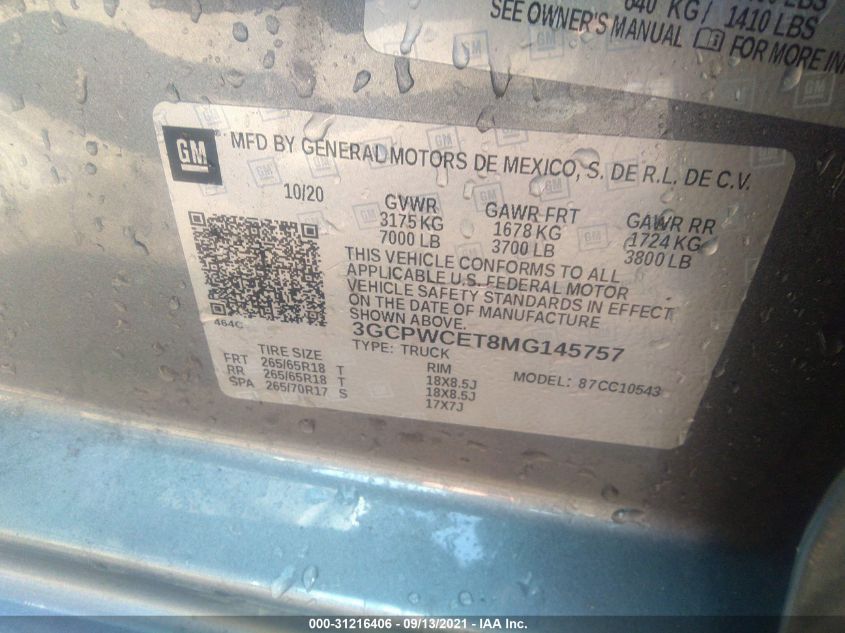 640 KG / 1410 LBS
SEE OWNER'S MANUAL FOR MORE
GM
MFD BY GENERAL MOTORS DE MEXICO, S. DE R.L. DE C.V.
10/20
GVWR GAWR FRT GAWR RR
3175 KG 1678 KG 1724 KG
7000 LB 3700 LB 3800 LB
THIS VEHICLE CONFORMS TO ALL
APPLICABLE U.S. FEDERAL MOTOR
VEHICLE SAFETY STANDARDS IN EFFECT
ON THE DATE OF MANUFACTURE
SHOWN ABOVE.
464C
3GCPWCET8MG145757
TYPE: TRUCK
TIRE SIZE RIM
FRT 265/65R18 T 18X8.5J
RR 265/65R18 T 18X8.5J
SPA 265/70R17 S 17X7J
MODEL: 87CC10543
000-31216406 - 09/13/2021 - IAA Inc.